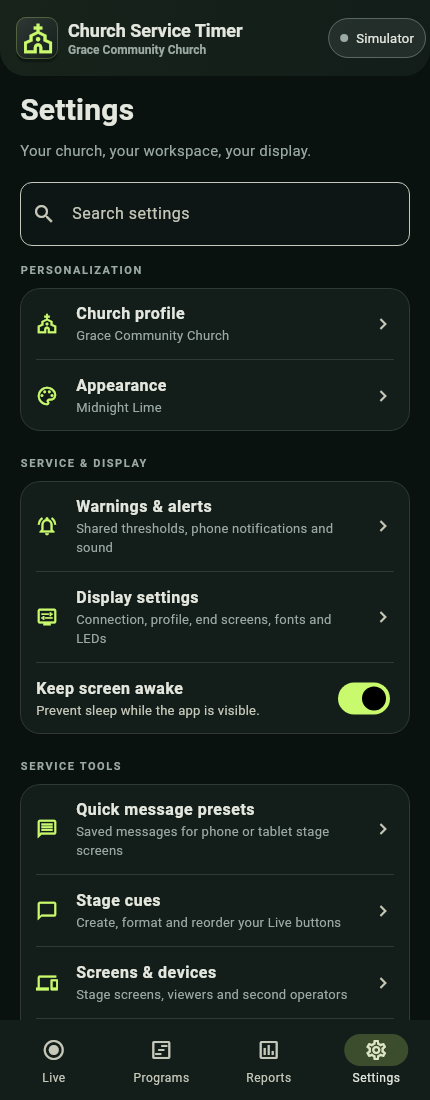 Church Service Timer
Grace Community Church
Simulator
Settings
Your church, your workspace, your display.
Search settings
PERSONALIZATION
Church profile
Grace Community Church
Appearance
Midnight Lime
SERVICE & DISPLAY
Warnings & alerts
Shared thresholds, phone notifications and
sound
Display settings
Connection, profile, end screens, fonts and
LEDs
Keep screen awake
Prevent sleep while the app is visible.
SERVICE TOOLS
Quick message presets
Saved messages for phone or tablet stage
screens
Stage cues
Create, format and reorder your Live buttons
Screens & devices
Stage screens, viewers and second operators
Live
Programs
Reports
Settings